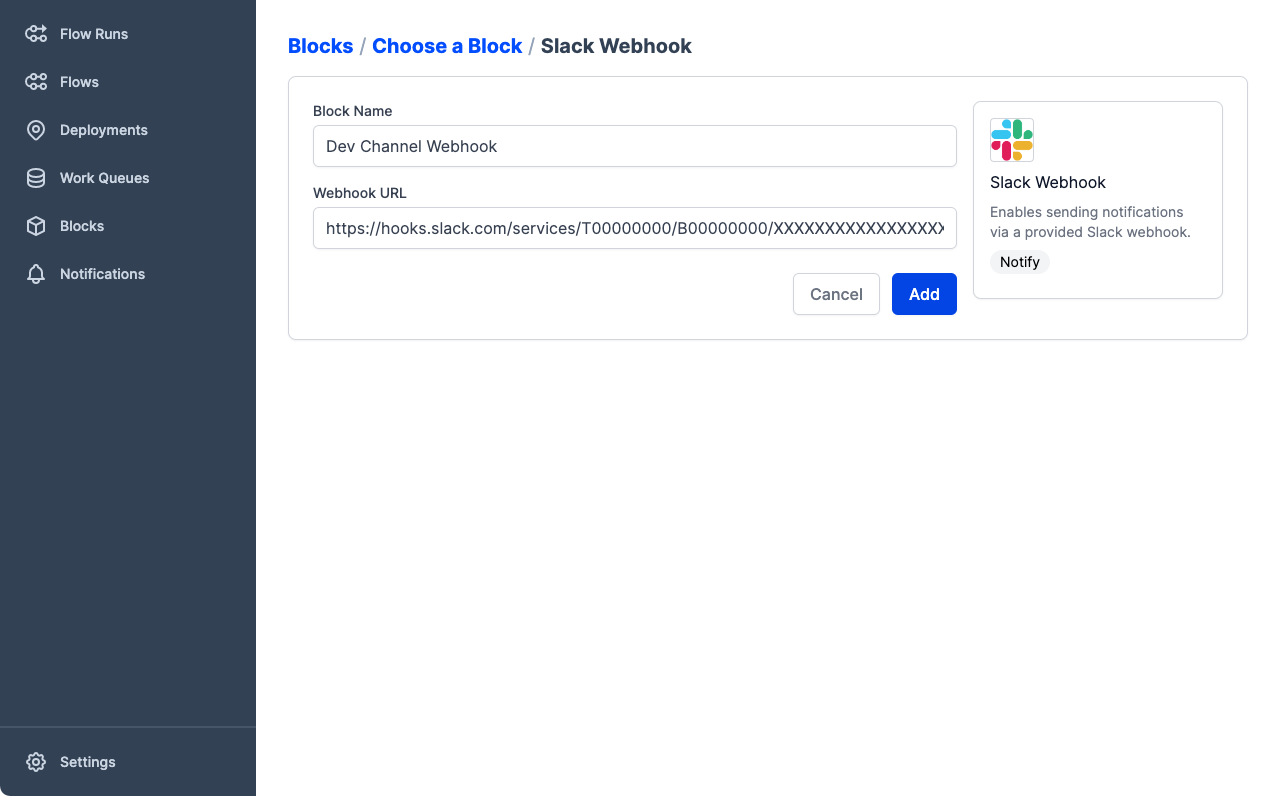 Flow Runs
Flows
Deployments
Work Queues
Blocks
Notifications
Settings
Blocks / Choose a Block / Slack Webhook
Block Name
Dev Channel Webhook
Webhook URL
https://hooks.slack.com/services/T00000000/B00000000/XXXXXXXXXXXXXXXXX
Cancel
Add
Slack Webhook
Enables sending notifications
via a provided Slack webhook.
Notify